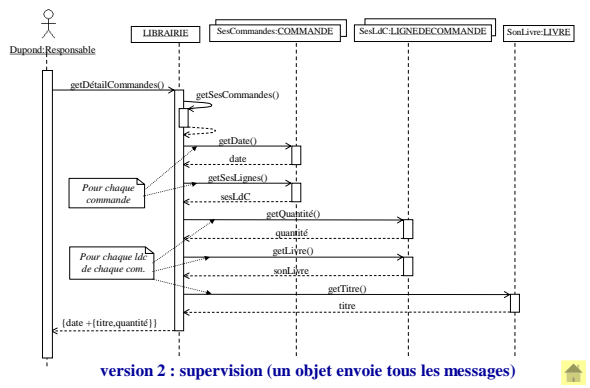 Dupond:Responsable
LIBRAIRIE
SesCommandes:COMMANDE
SesLdC:LIGNEDECOMMANDE
SonLivre:LIVRE
getDétailCommandes()
getSesCommandes()
getDate()
date
getSesLignes()
sesLdC
Pour chaque
commande
getQuantité()
quantité
Pour chaque ldc
de chaque com.
getLivre()
sonLivre
getTitre()
titre
{date +{titre,quantité}}
version 2 : supervision (un objet envoie tous les messages)